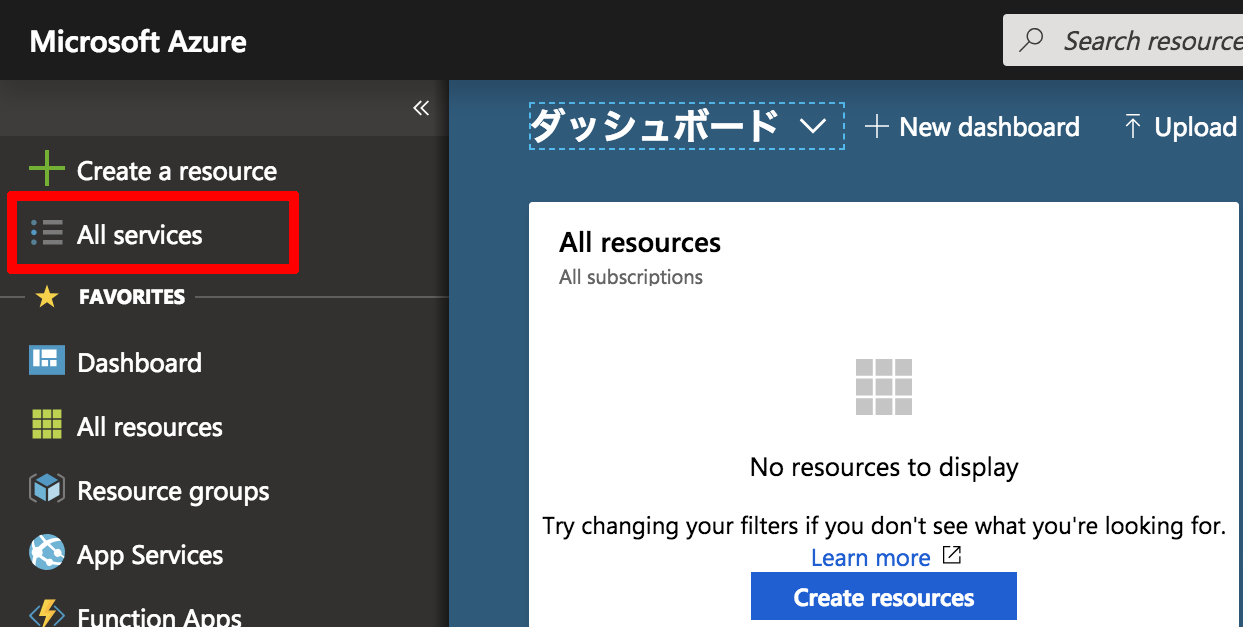 Microsoft Azure
Search resource
«
Create a resource
All services
FAVORITES
Dashboard
All resources
Resource groups
App Services
Function Apps
ダッシュボード
New dashboard
Upload
All resources
All subscriptions
No resources to display
Try changing your filters if you don't see what you're looking for.
Learn more
Create resources